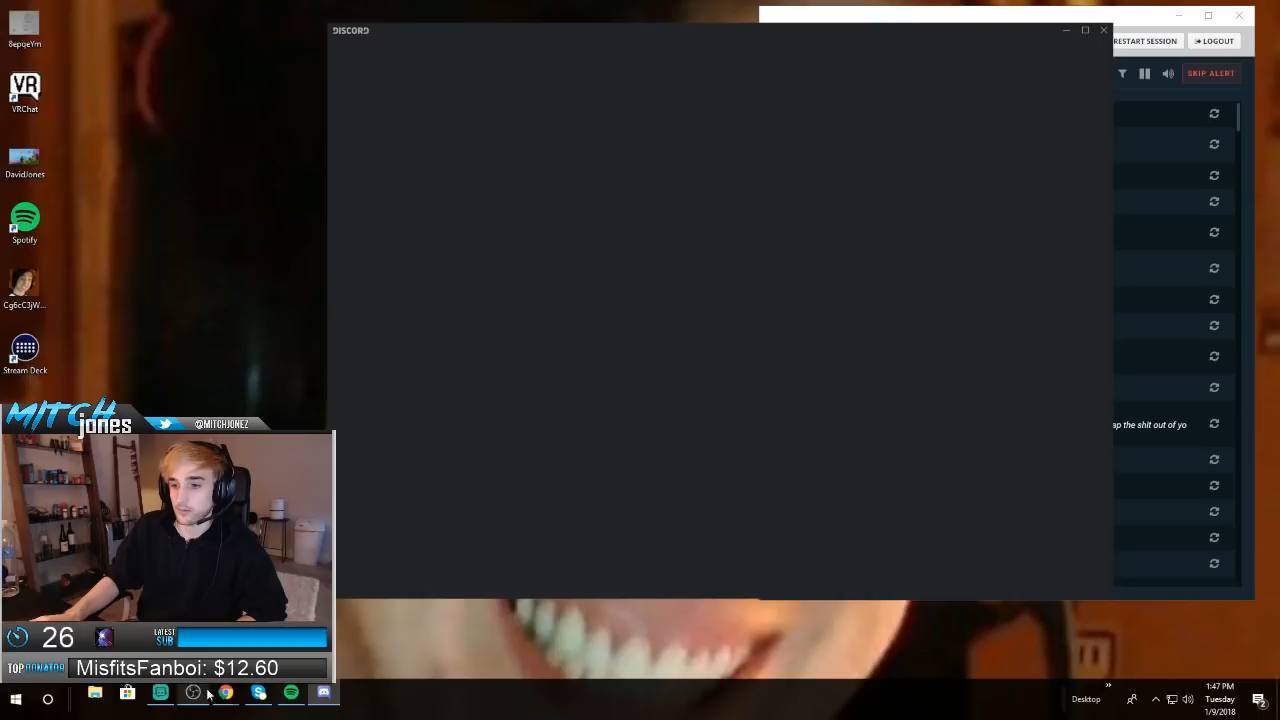 8epqeYm
VRChat
DavidJones
Spotify
Cg6cC3jW...
Stream Deck
DISCORD
RESTART SESSION
LOGOUT
SKIP ALERT
ap the shit out of yo
MITCH
jones
@MITCHJONEZ
26
LATEST
SUB
TOP DONATOR
MisfitsFanboi: $12.60
Desktop
1:47 PM
Tuesday
1/9/2018
2